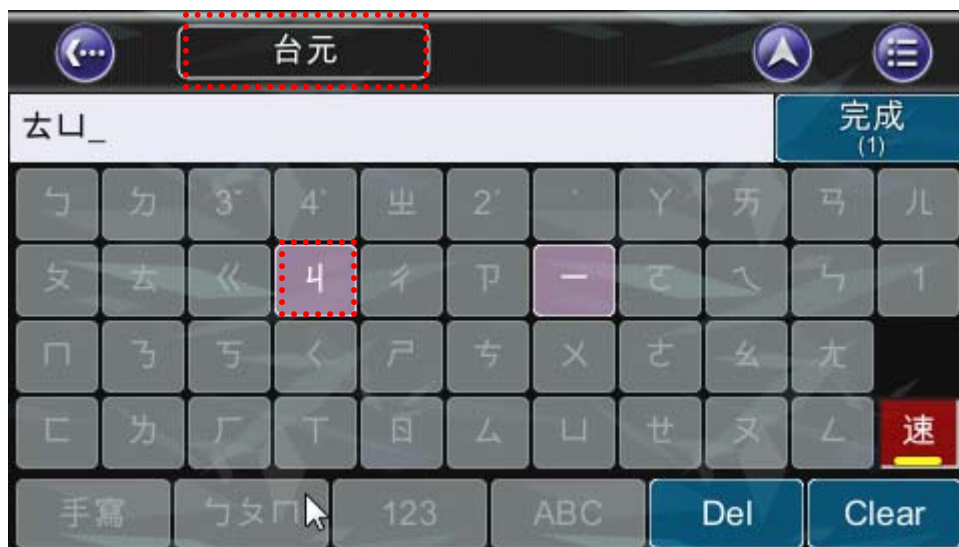 台元
ㄊㄩ_
完成
(1)
ㄅ ㄉ 3ˇ 4ˋ ㄓ 2ˊ ˙ ㄚ ㄞ ㄢ ㄦ
ㄆ ㄊ ㄍ ㄐ ㄔ ㄗ ㄧ ㄛ ㄟ ㄣ 1
ㄇ ㄋ ㄎ ㄑ ㄕ ㄘ ㄨ ㄜ ㄠ ㄤ
ㄈ ㄌ ㄏ ㄒ ㄖ ㄙ ㄩ ㄝ ㄡ ㄥ 速
手寫 ㄅㄆㄇ 123 ABC Del Clear